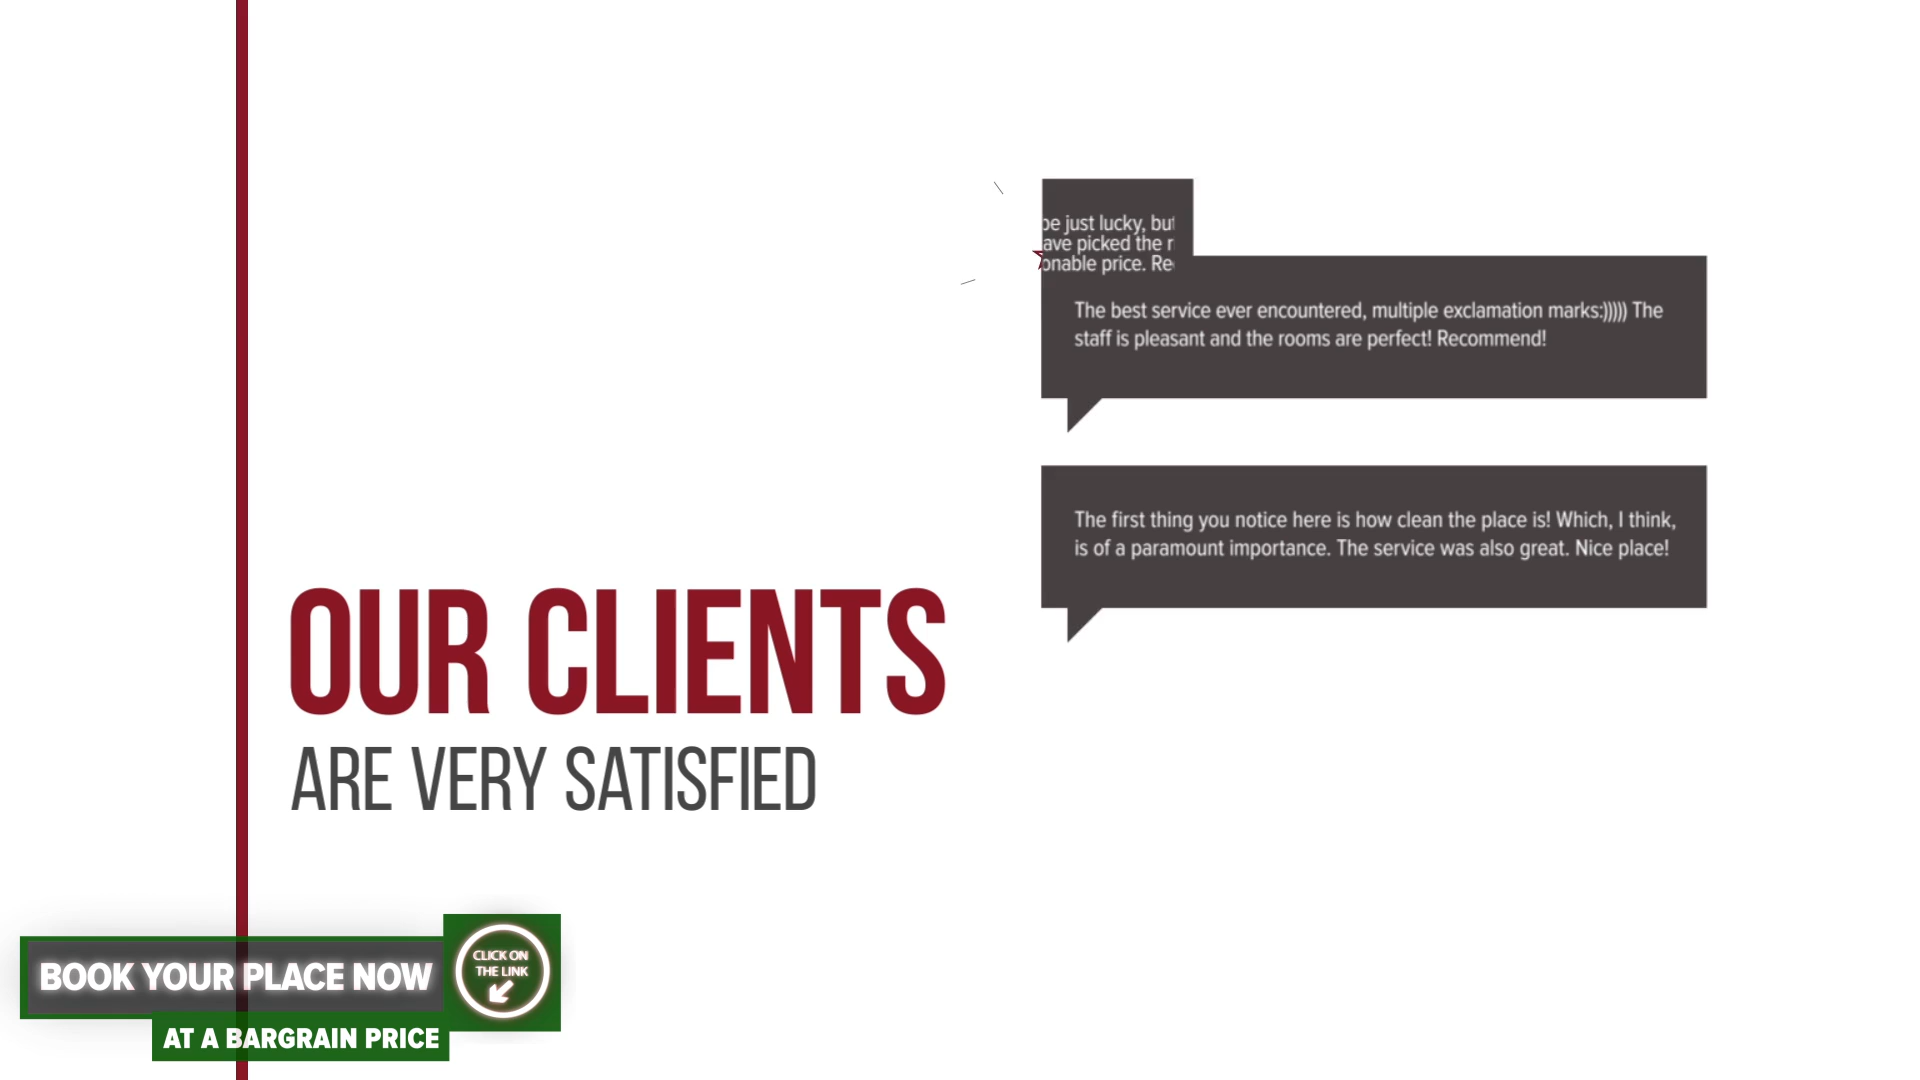 be just lucky, but
ave picked the r
onable price. Re
The best service ever encountered, multiple exclamation marks:))))) The
staff is pleasant and the rooms are perfect! Recommend!
The first thing you notice here is how clean the place is! Which, I think,
is of a paramount importance. The service was also great. Nice place!
OUR CLIENTS
ARE VERY SATISFIED
BOOK YOUR PLACE NOW
CLICK ON
THE LINK
AT A BARGRAIN PRICE